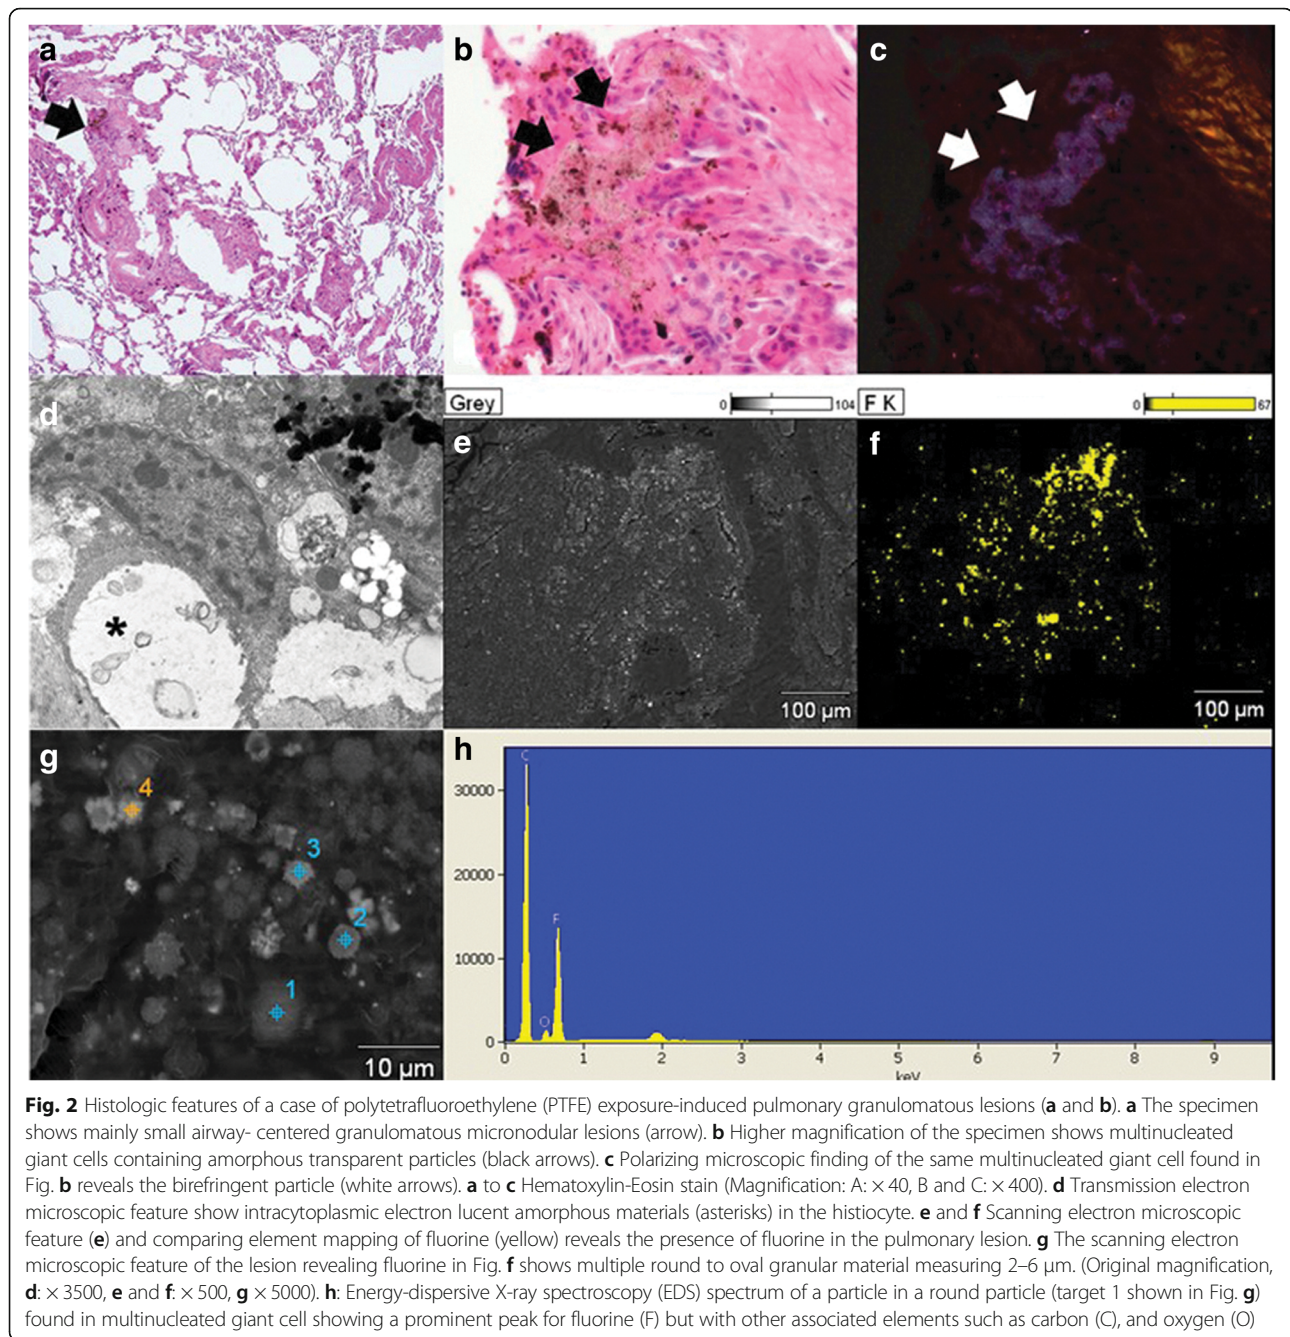 a
b
c
Grey
0
104
F K
0
67
d
*
e
100 µm
f
100 µm
g
4
3
2
1
10 µm
h
C
F
O
30000
20000
10000
0
0 1 2 3 4 5 6 7 8 9
keV
Fig. 2 Histologic features of a case of polytetrafluoroethylene (PTFE) exposure-induced pulmonary granulomatous lesions (a and b). a The specimen
shows mainly small airway- centered granulomatous micronodular lesions (arrow). b Higher magnification of the specimen shows multinucleated
giant cells containing amorphous transparent particles (black arrows). c Polarizing microscopic finding of the same multinucleated giant cell found in
Fig. b reveals the birefringent particle (white arrows). a to c Hematoxylin-Eosin stain (Magnification: A: × 40, B and C: × 400). d Transmission electron
microscopic feature show intracytoplasmic electron lucent amorphous materials (asterisks) in the histiocyte. e and f Scanning electron microscopic
feature (e) and comparing element mapping of fluorine (yellow) reveals the presence of fluorine in the pulmonary lesion. g The scanning electron
microscopic feature of the lesion revealing fluorine in Fig. f shows multiple round to oval granular material measuring 2–6 μm. (Original magnification,
d: × 3500, e and f: × 500, g × 5000). h: Energy-dispersive X-ray spectroscopy (EDS) spectrum of a particle in a round particle (target 1 shown in Fig. g)
found in multinucleated giant cell showing a prominent peak for fluorine (F) but with other associated elements such as carbon (C), and oxygen (O)